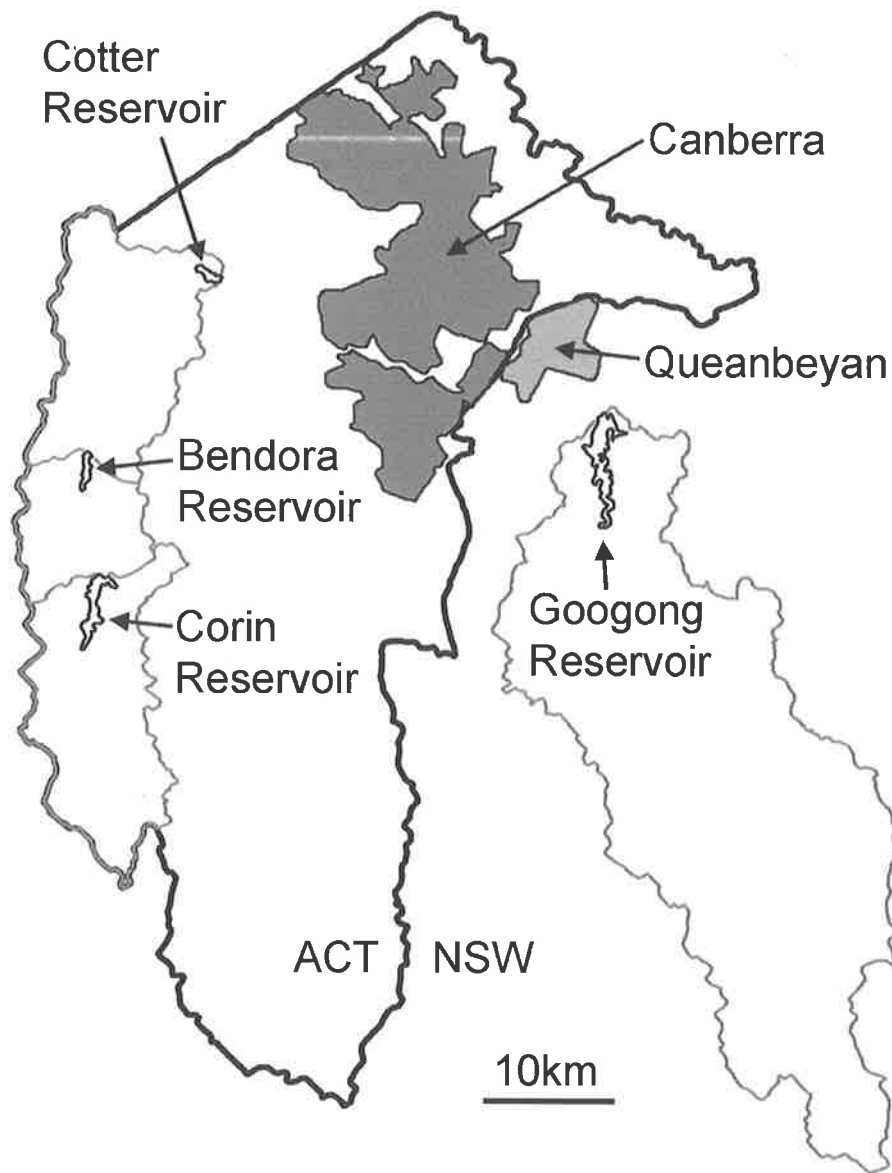 Cotter
Reservoir
Canberra
Queanbeyan
Bendora
Reservoir
Googong
Reservoir
Corin
Reservoir
ACT
NSW
10km